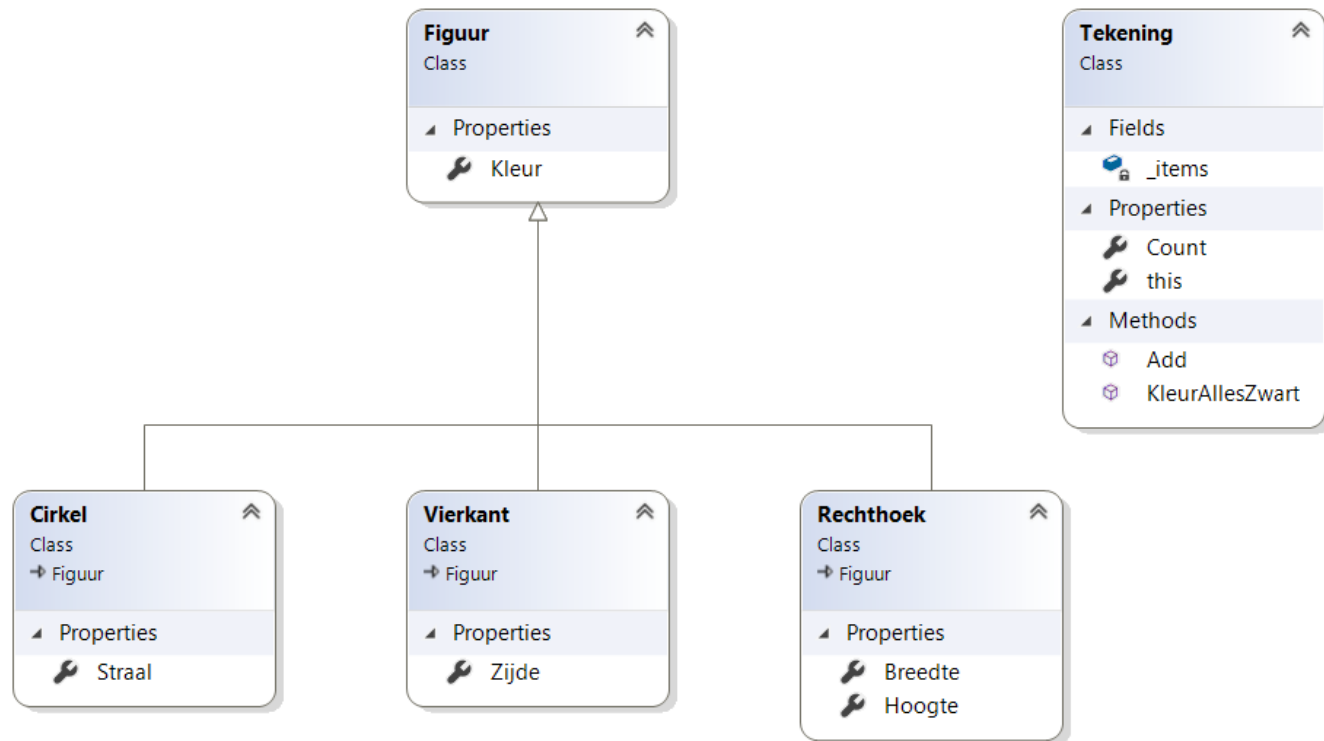 Figuur
Class
Properties
Kleur
Tekening
Class
Fields
_items
Properties
Count
this
Methods
Add
KleurAllesZwart
Cirkel
Class
Figuur
Properties
Straal
Vierkant
Class
Figuur
Properties
Zijde
Rechthoek
Class
Figuur
Properties
Breedte
Hoogte